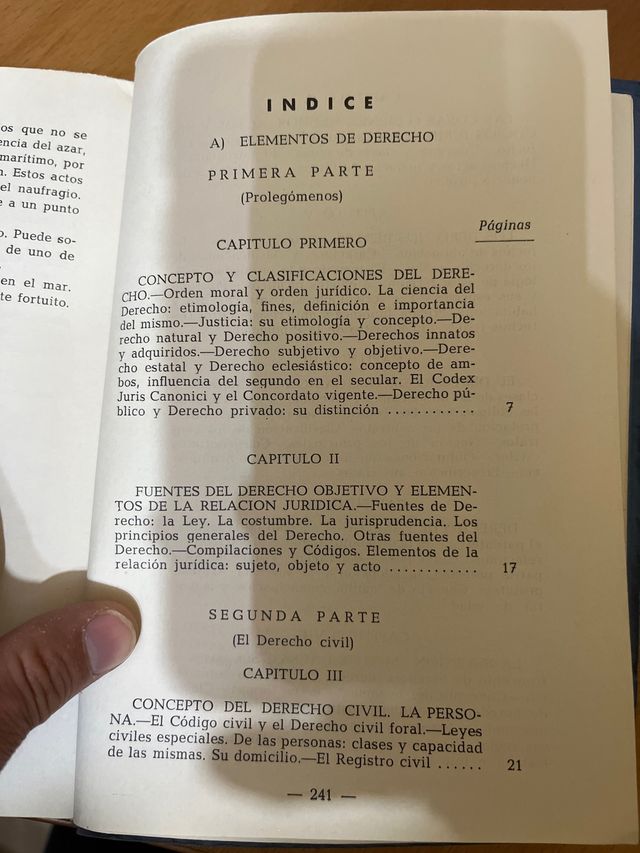 os que no se
encia del azar,
marítimo, por
n. Estos actos
el naufragio.
e a un punto
o. Puede so-
de uno de
en el mar.
te fortuito.
INDICE
A) ELEMENTOS DE DERECHO
PRIMERA PARTE
(Prolegómenos)
Páginas
CAPITULO PRIMERO
CONCEPTO Y CLASIFICACIONES DEL DERE-
CHO.—Orden moral y orden jurídico. La ciencia del
Derecho: etimología, fines, definición e importancia
del mismo.—Justicia: su etimología y concepto.—De-
recho natural y Derecho positivo.—Derechos innatos
y adquiridos.—Derecho subjetivo y objetivo.—Dere-
cho estatal y Derecho eclesiástico: concepto de am-
bos, influencia del segundo en el secular. El Codex
Juris Canonici y el Concordato vigente.—Derecho pú-
blico y Derecho privado: su distinción ............ 7
CAPITULO II
FUENTES DEL DERECHO OBJETIVO Y ELEMEN-
TOS DE LA RELACION JURIDICA.—Fuentes de De-
recho: la Ley. La costumbre. La jurisprudencia. Los
principios generales del Derecho. Otras fuentes del
Derecho.—Compilaciones y Códigos. Elementos de la
relación jurídica: sujeto, objeto y acto ............ 17
SEGUNDA PARTE
(El Derecho civil)
CAPITULO III
CONCEPTO DEL DERECHO CIVIL. LA PERSO-
NA.—El Código civil y el Derecho civil foral.—Leyes
civiles especiales. De las personas: clases y capacidad
de las mismas. Su domicilio.—El Registro civil ...... 21
— 241 —